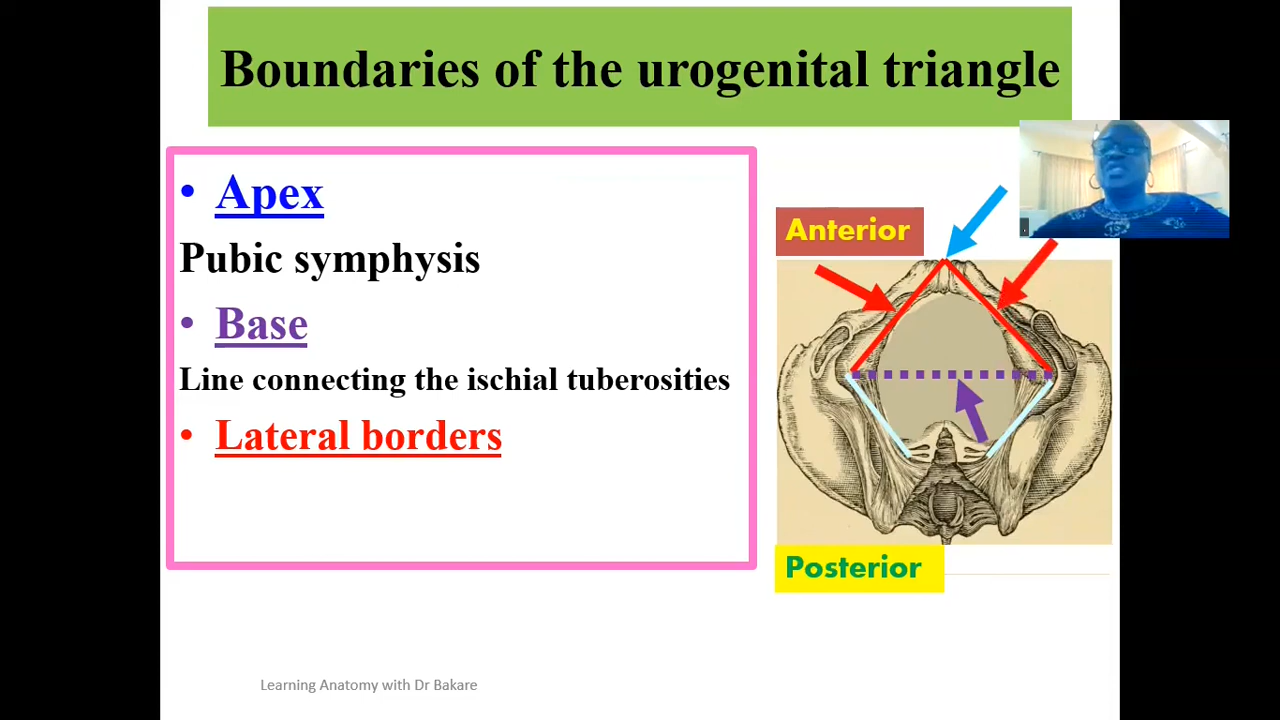 Boundaries of the urogenital triangle
• Apex
Pubic symphysis
• Base
Line connecting the ischial tuberosities
• Lateral borders
Anterior
Posterior
Learning Anatomy with Dr Bakare